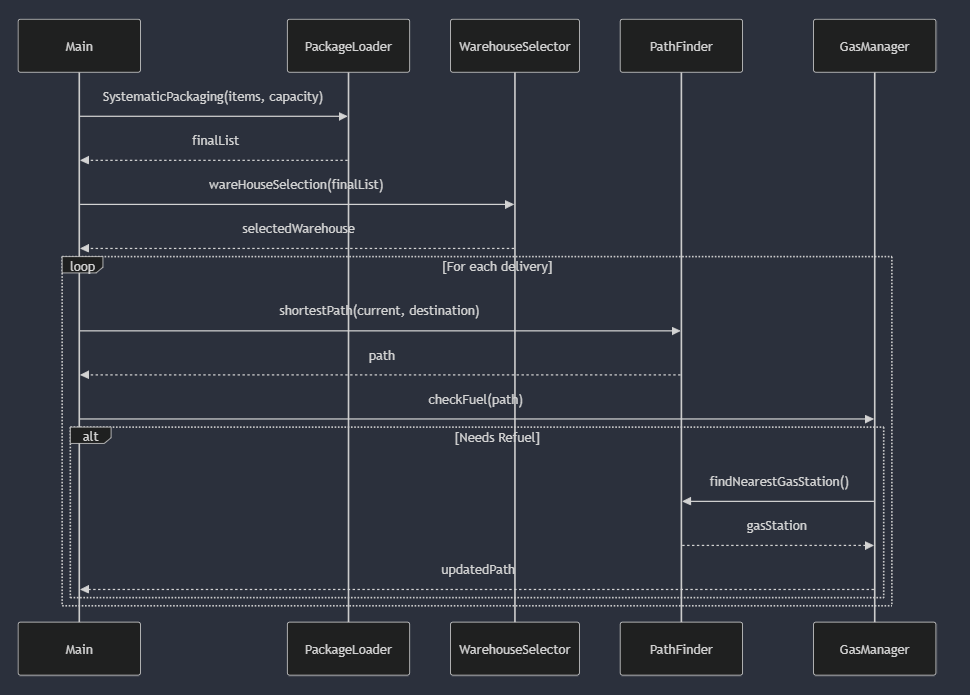 Main
PackageLoader
WarehouseSelector
PathFinder
GasManager
SystematicPackaging(items, capacity)
finalList
wareHouseSelection(finalList)
selectedWarehouse
loop
[For each delivery]
shortestPath(current, destination)
path
checkFuel(path)
alt
[Needs Refuel]
findNearestGasStation()
gasStation
updatedPath
Main
PackageLoader
WarehouseSelector
PathFinder
GasManager